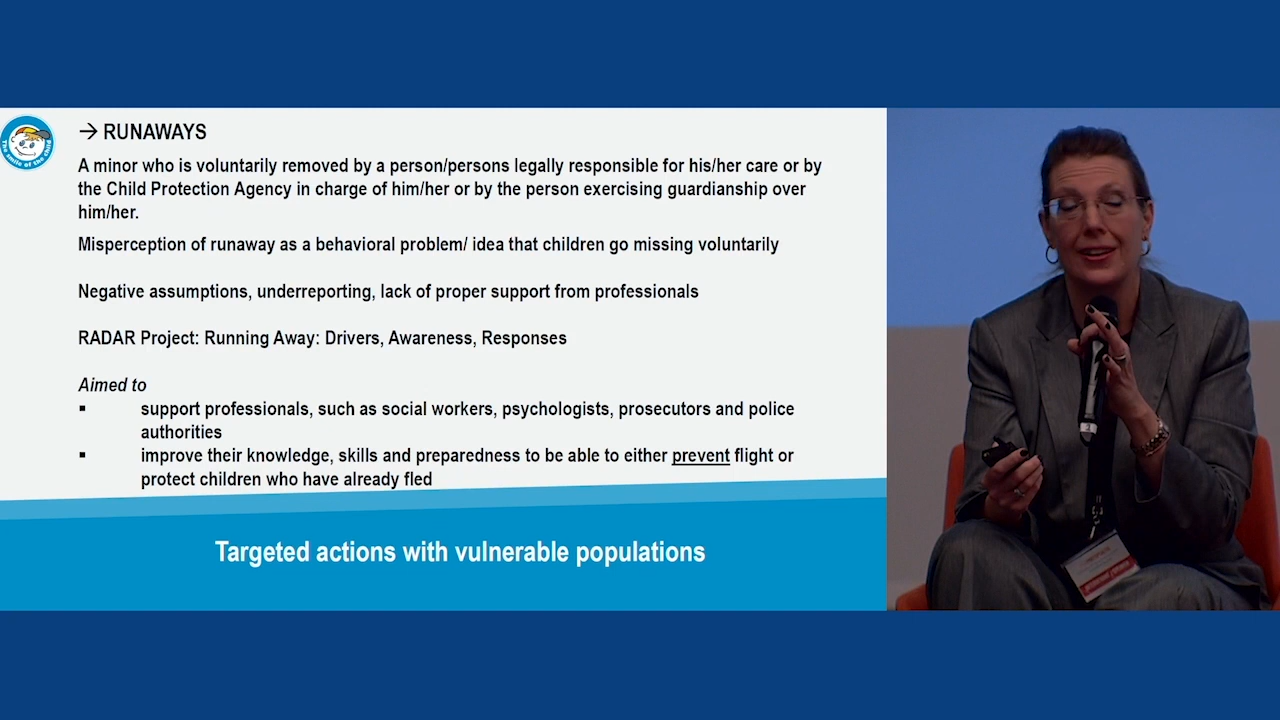 The smile of the child
→ RUNAWAYS
A minor who is voluntarily removed by a person/persons legally responsible for his/her care or by
the Child Protection Agency in charge of him/her or by the person exercising guardianship over
him/her.
Misperception of runaway as a behavioral problem/ idea that children go missing voluntarily
Negative assumptions, underreporting, lack of proper support from professionals
RADAR Project: Running Away: Drivers, Awareness, Responses
Aimed to
▪ support professionals, such as social workers, psychologists, prosecutors and police
authorities
▪ improve their knowledge, skills and preparedness to be able to either prevent flight or
protect children who have already fled
Targeted actions with vulnerable populations